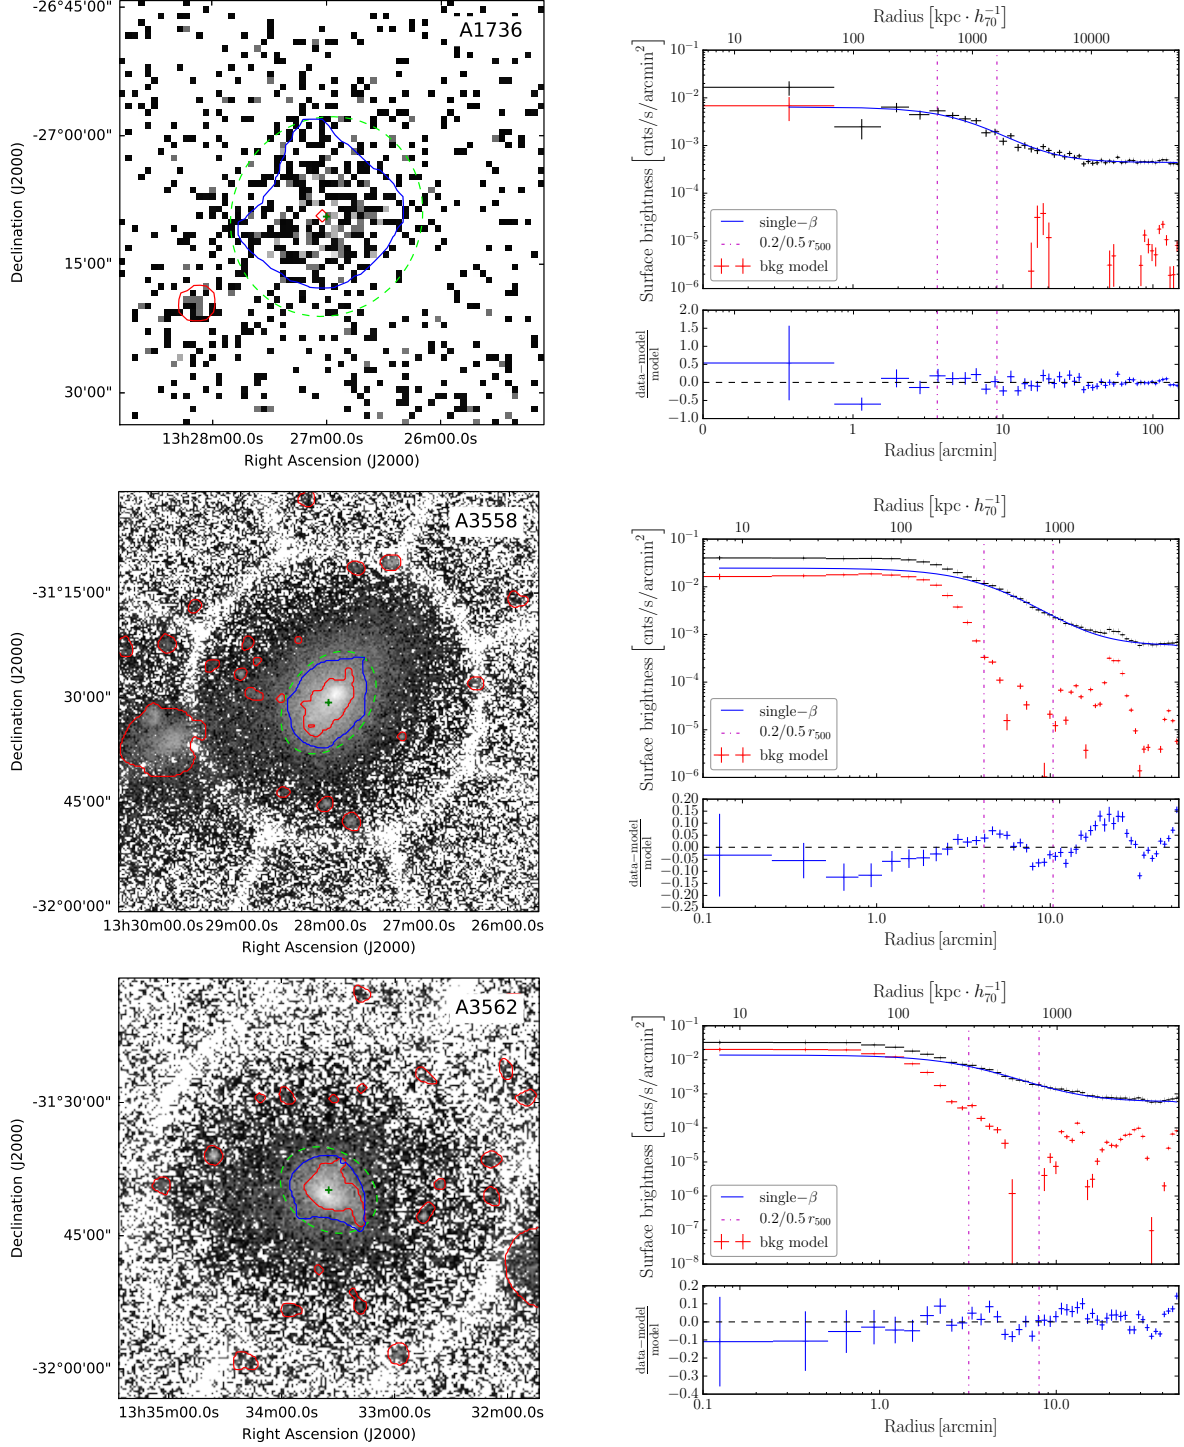 A1736
-26°45'00"
-27°00'00"
15'00"
30'00"
Declination (J2000)
13h28m00.0s 27m00.0s 26m00.0s
Right Ascension (J2000)
Radius [kpc · h₇₀⁻¹]
10 100 1000 10000
Surface brightness [cnts/s/arcmin²]
10⁻¹
10⁻²
10⁻³
10⁻⁴
10⁻⁵
10⁻⁶
single−β
0.2/0.5 r₅₀₀
bkg model
data−model
model
2.0
1.5
1.0
0.5
0.0
−0.5
−1.0
0 1 10 100
Radius [arcmin]
A3558
-31°15'00"
30'00"
45'00"
-32°00'00"
Declination (J2000)
13h30m00.0s 29m00.0s 28m00.0s 27m00.0s 26m00.0s
Right Ascension (J2000)
Radius [kpc · h₇₀⁻¹]
10 100 1000
Surface brightness [cnts/s/arcmin²]
10⁻¹
10⁻²
10⁻³
10⁻⁴
10⁻⁵
10⁻⁶
single−β
0.2/0.5 r₅₀₀
bkg model
data−model
model
0.20
0.15
0.10
0.05
0.00
−0.05
−0.10
−0.15
−0.20
−0.25
0.1 1.0 10.0
Radius [arcmin]
A3562
-31°30'00"
45'00"
-32°00'00"
Declination (J2000)
13h35m00.0s 34m00.0s 33m00.0s 32m00.0s
Right Ascension (J2000)
Radius [kpc · h₇₀⁻¹]
10 100 1000
Surface brightness [cnts/s/arcmin²]
10⁻¹
10⁻²
10⁻³
10⁻⁴
10⁻⁵
10⁻⁶
10⁻⁷
10⁻⁸
single−β
0.2/0.5 r₅₀₀
bkg model
data−model
model
0.2
0.1
0.0
−0.1
−0.2
−0.3
−0.4
0.1 1.0 10.0
Radius [arcmin]